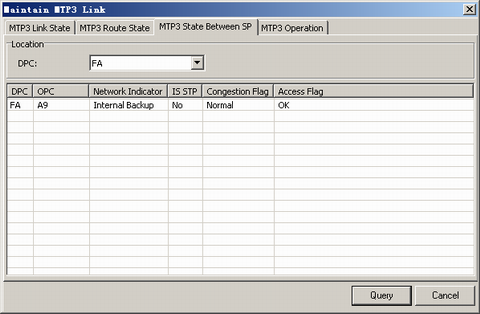 Maintain MTP3 Link
MTP3 Link State MTP3 Route State MTP3 State Between SP MTP3 Operation
Location
DPC: FA
DPC OPC Network Indicator IS STP Congestion Flag Access Flag
FA A9 Internal Backup No Normal OK
Query Cancel